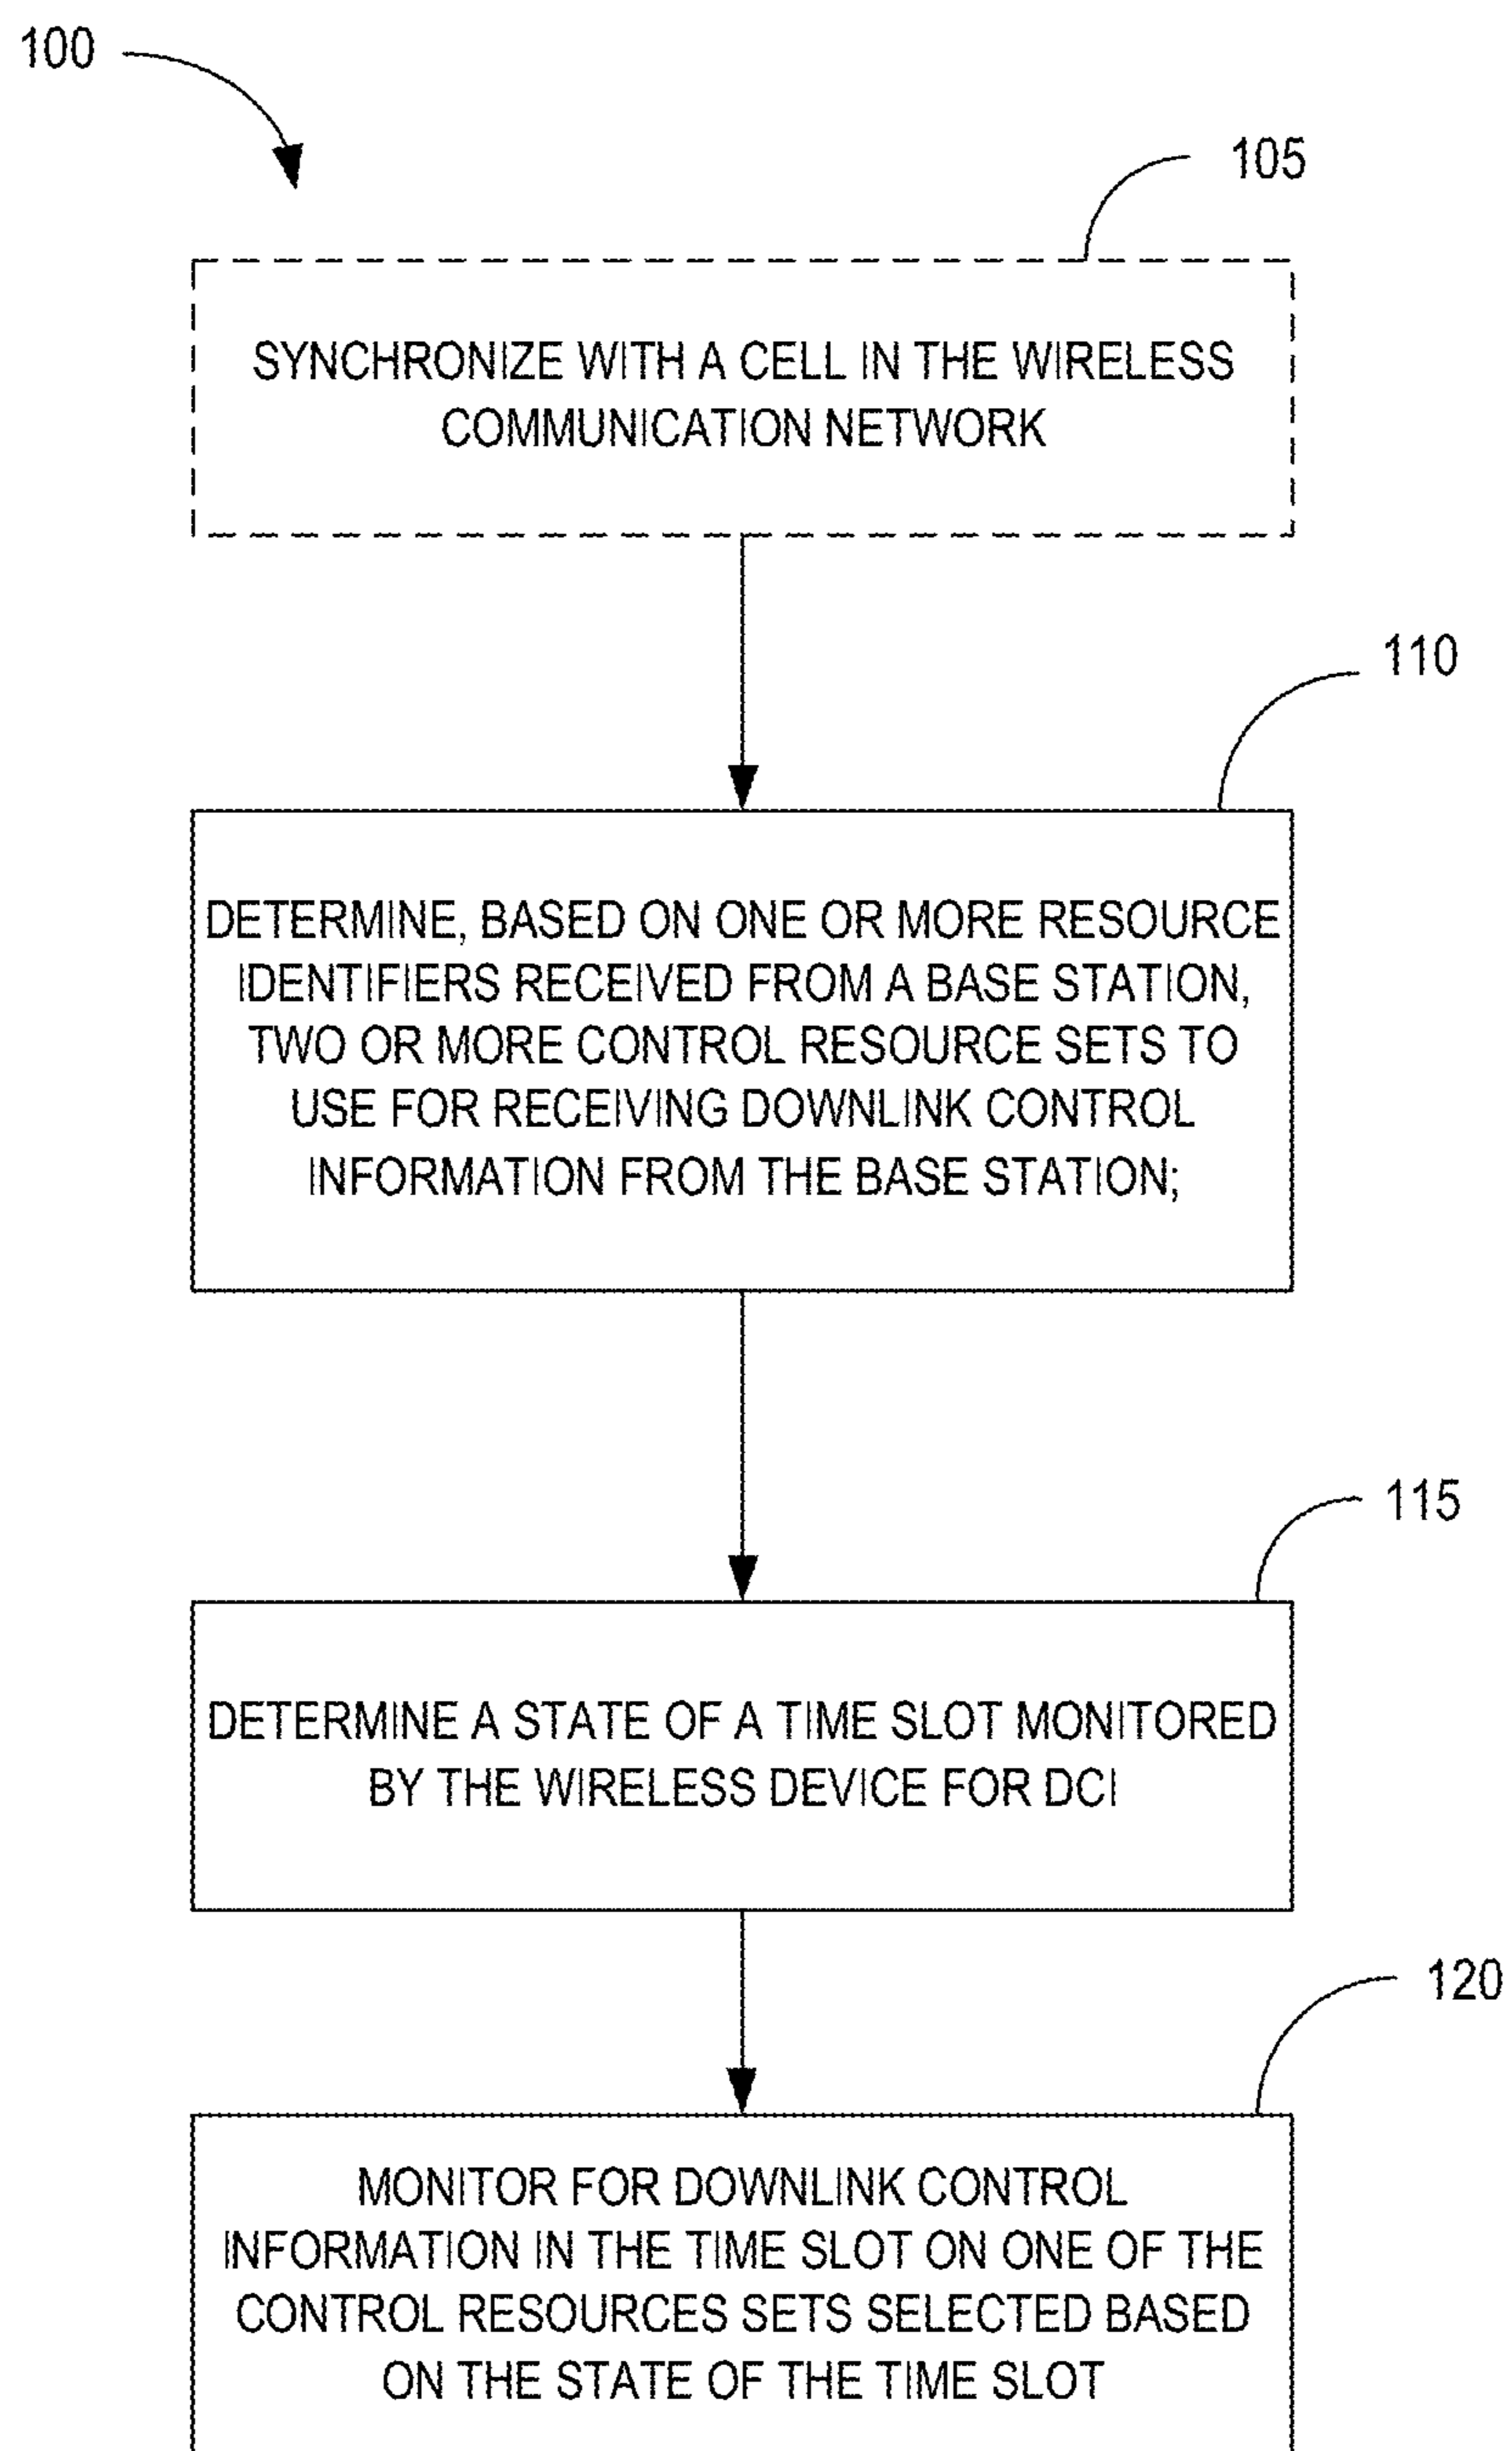 100
105
SYNCHRONIZE WITH A CELL IN THE WIRELESS
COMMUNICATION NETWORK
110
DETERMINE, BASED ON ONE OR MORE RESOURCE
IDENTIFIERS RECEIVED FROM A BASE STATION,
TWO OR MORE CONTROL RESOURCE SETS TO
USE FOR RECEIVING DOWNLINK CONTROL
INFORMATION FROM THE BASE STATION;
115
DETERMINE A STATE OF A TIME SLOT MONITORED
BY THE WIRELESS DEVICE FOR DCI
120
MONITOR FOR DOWNLINK CONTROL
INFORMATION IN THE TIME SLOT ON ONE OF THE
CONTROL RESOURCES SETS SELECTED BASED
ON THE STATE OF THE TIME SLOT